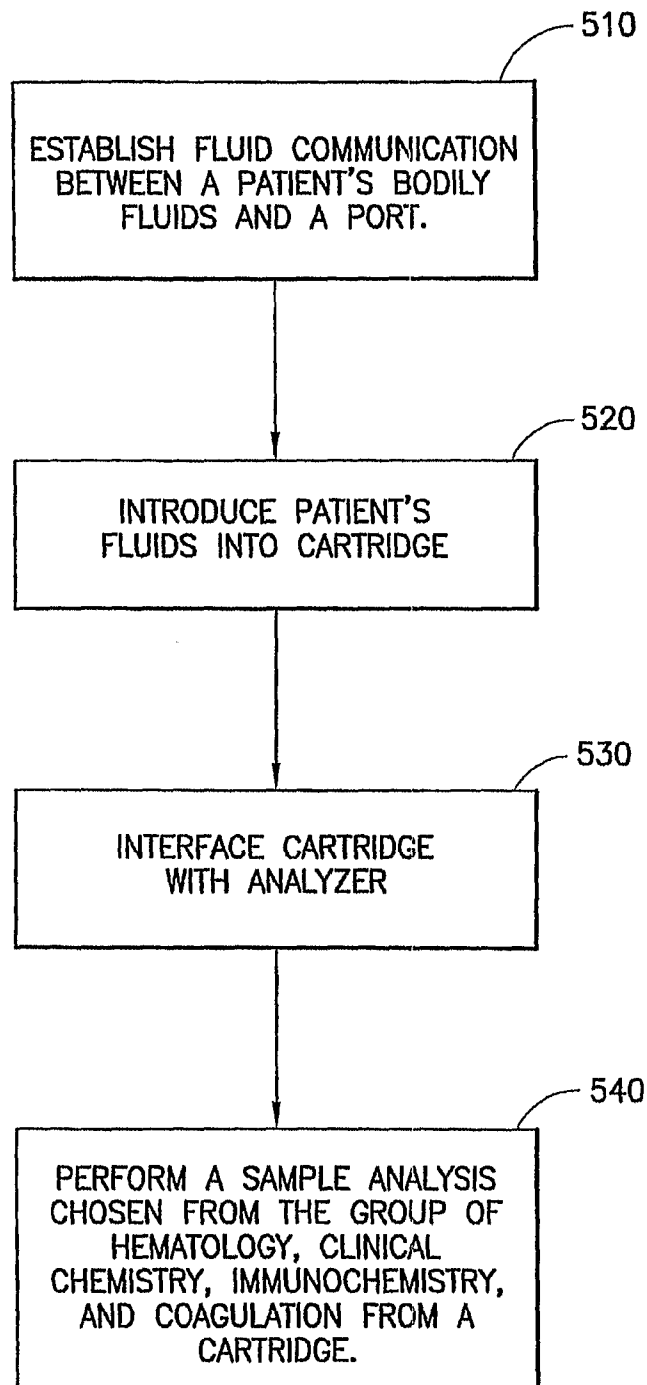 510
ESTABLISH FLUID COMMUNICATION
BETWEEN A PATIENT'S BODILY
FLUIDS AND A PORT.
520
INTRODUCE PATIENT'S
FLUIDS INTO CARTRIDGE
530
INTERFACE CARTRIDGE
WITH ANALYZER
540
PERFORM A SAMPLE ANALYSIS
CHOSEN FROM THE GROUP OF
HEMATOLOGY, CLINICAL
CHEMISTRY, IMMUNOCHEMISTRY,
AND COAGULATION FROM A
CARTRIDGE.